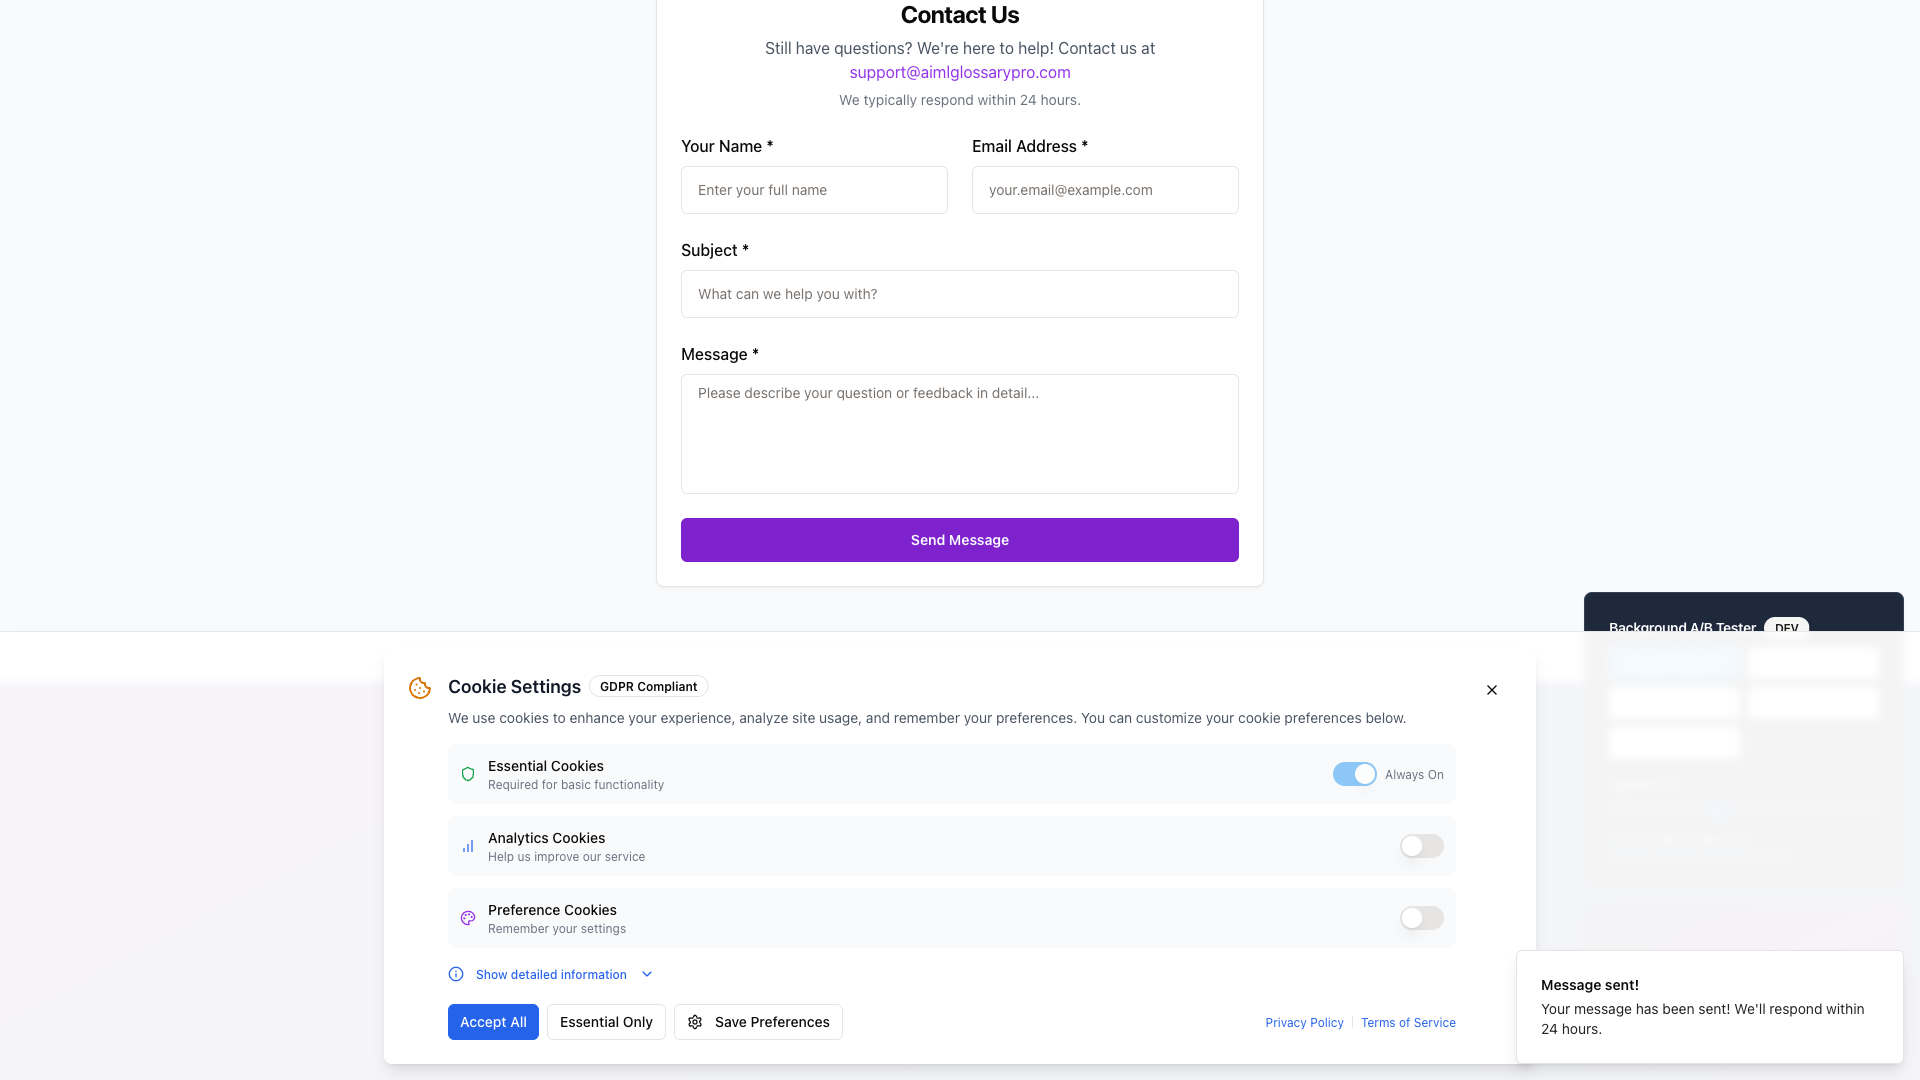 Contact Us
Still have questions? We're here to help! Contact us at
support@aimlglossarypro.com
We typically respond within 24 hours.
Your Name *
Email Address *
Enter your full name
your.email@example.com
Subject *
What can we help you with?
Message *
Please describe your question or feedback in detail...
Send Message
Background A/B Tester
DEV
Cookie Settings
GDPR Compliant
We use cookies to enhance your experience, analyze site usage, and remember your preferences. You can customize your cookie preferences below.
Essential Cookies
Required for basic functionality
Always On
Analytics Cookies
Help us improve our service
Preference Cookies
Remember your settings
Show detailed information
Accept All
Essential Only
Save Preferences
Privacy Policy
Terms of Service
Message sent!
Your message has been sent! We'll respond within
24 hours.